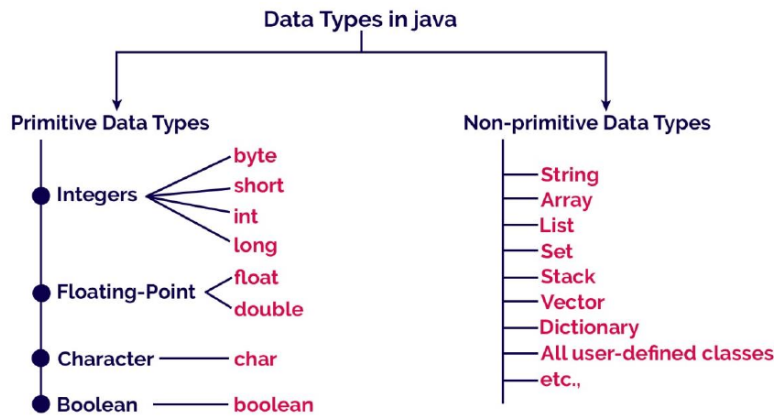 Data Types in java
Primitive Data Types
Integers
byte
short
int
long
Floating-Point
float
double
Character
char
Boolean
boolean
Non-primitive Data Types
String
Array
List
Set
Stack
Vector
Dictionary
All user-defined classes
etc.,